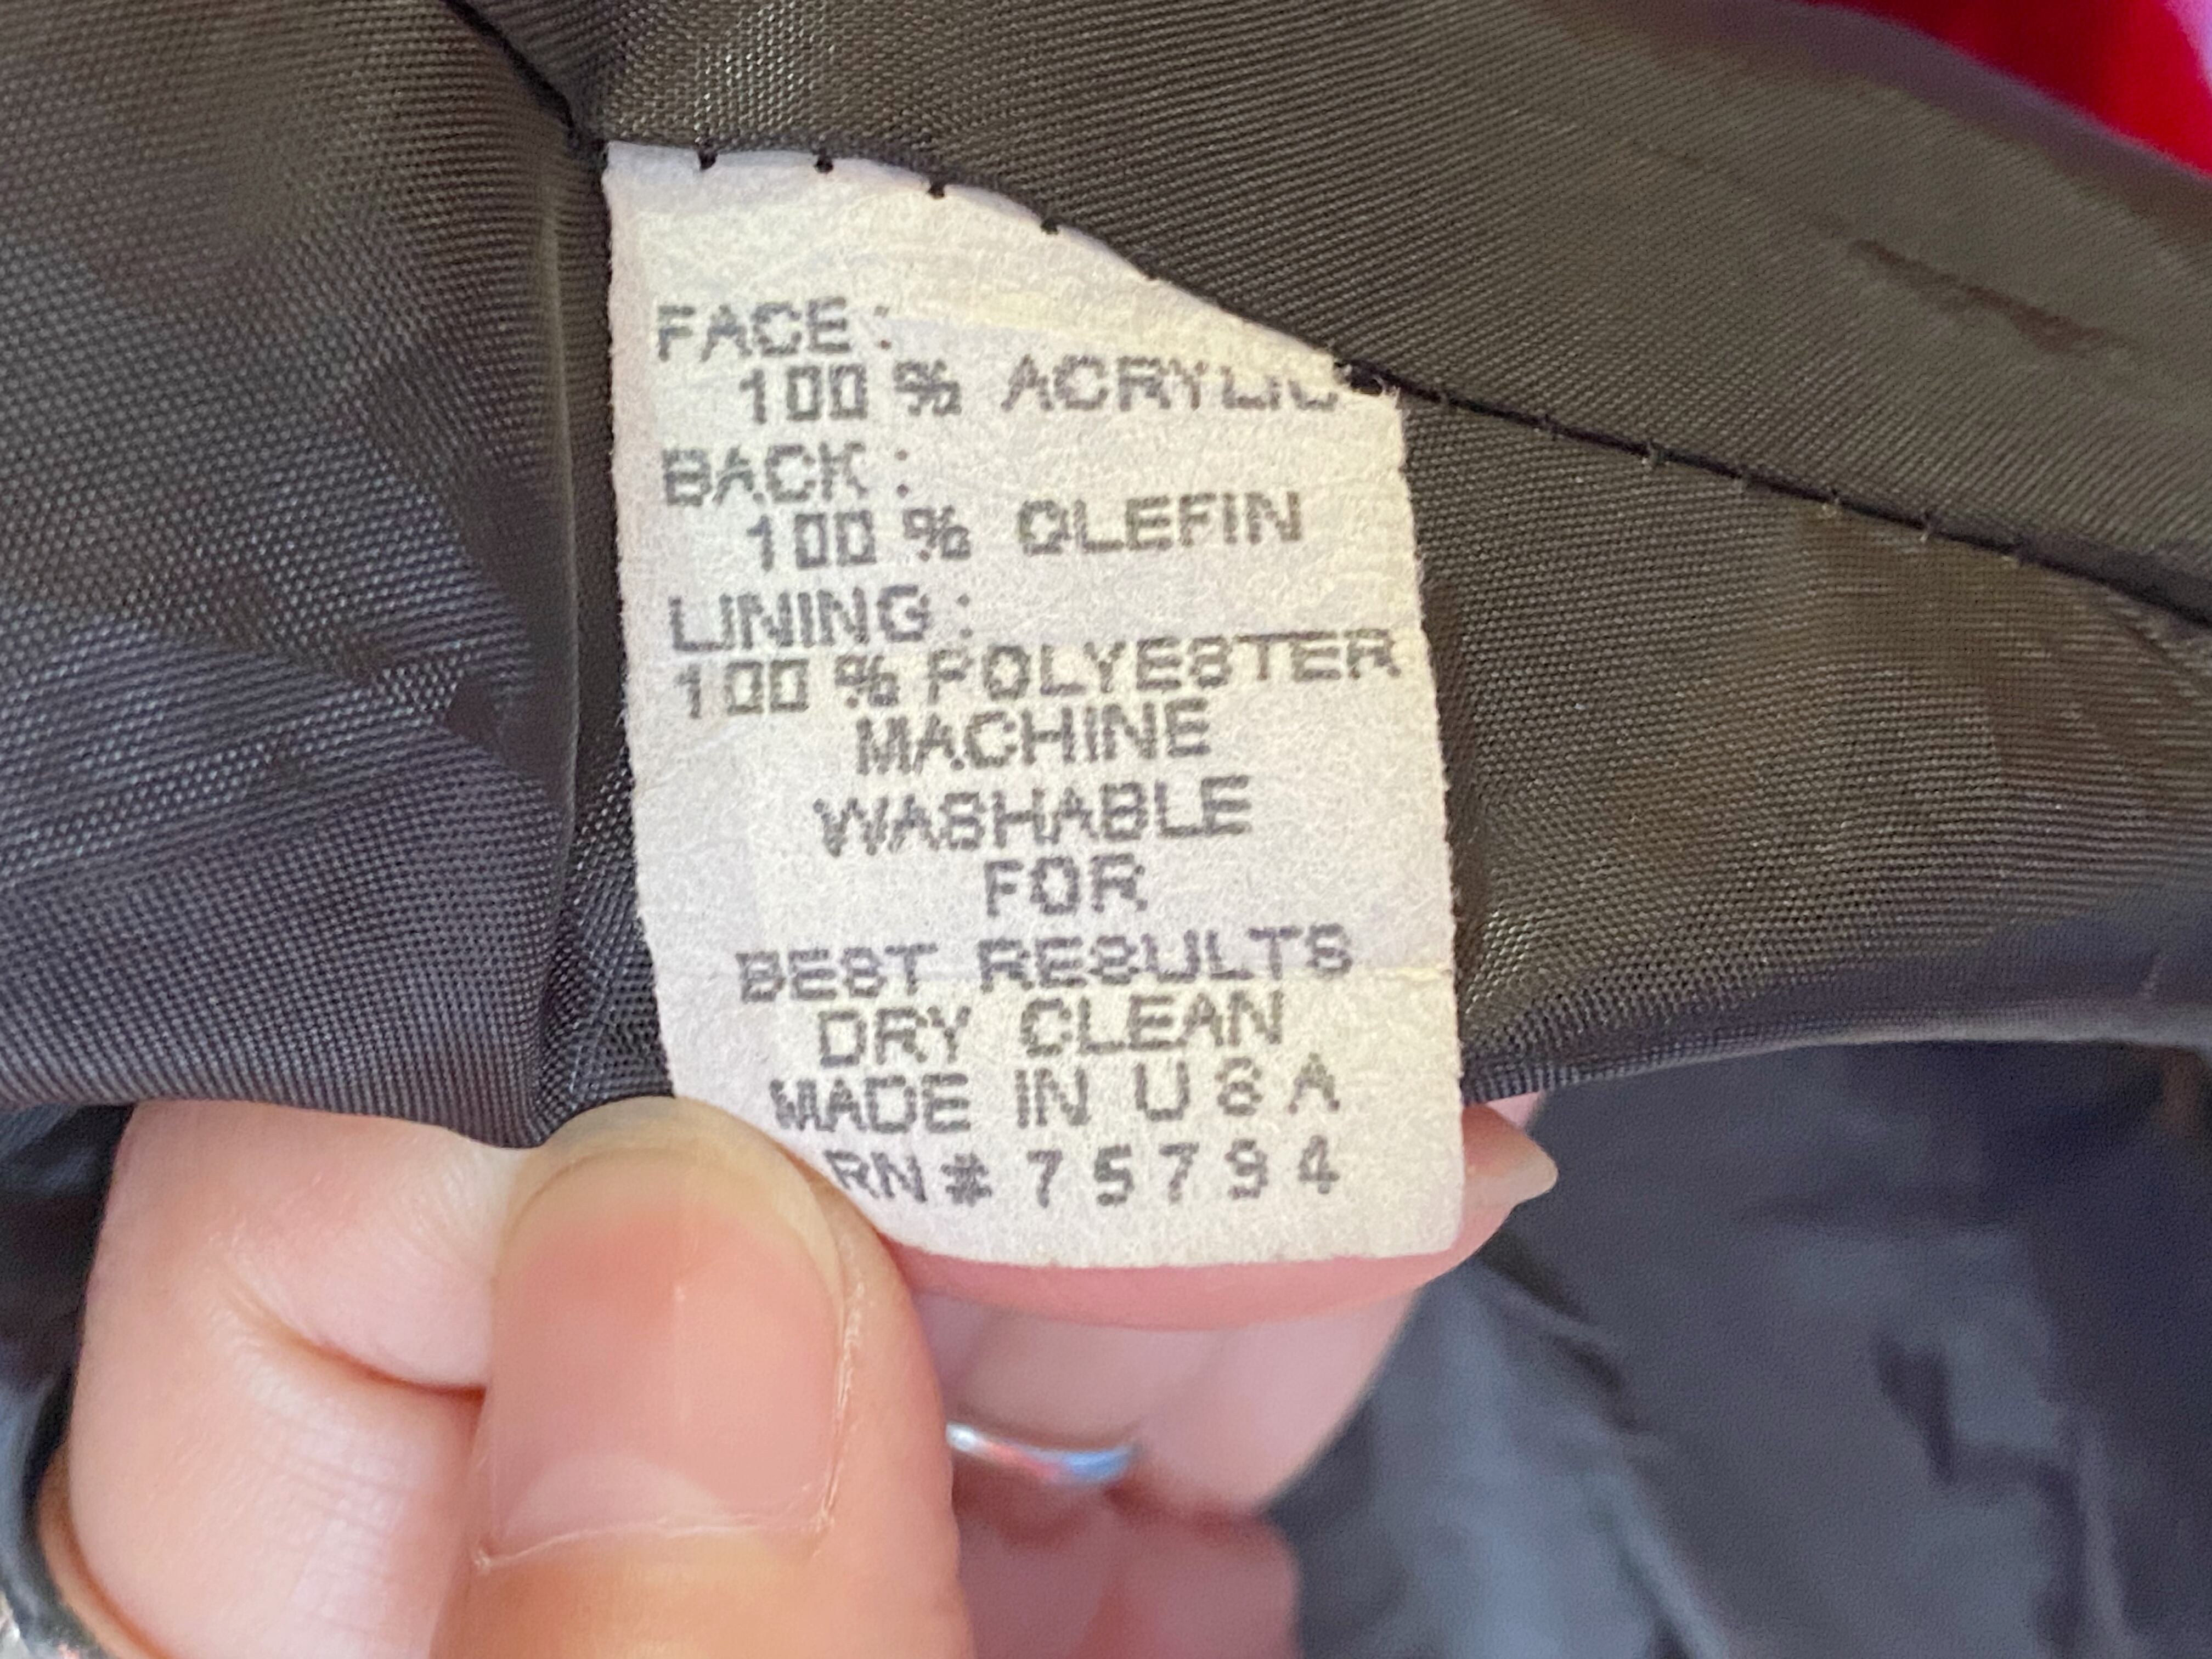 FACE:
100% ACRYLIC
BACK:
100% OLEFIN
LINING:
100% POLYESTER
MACHINE
WASHABLE
FOR
BEST RESULTS
DRY CLEAN
MADE IN U S A
RN# 75794